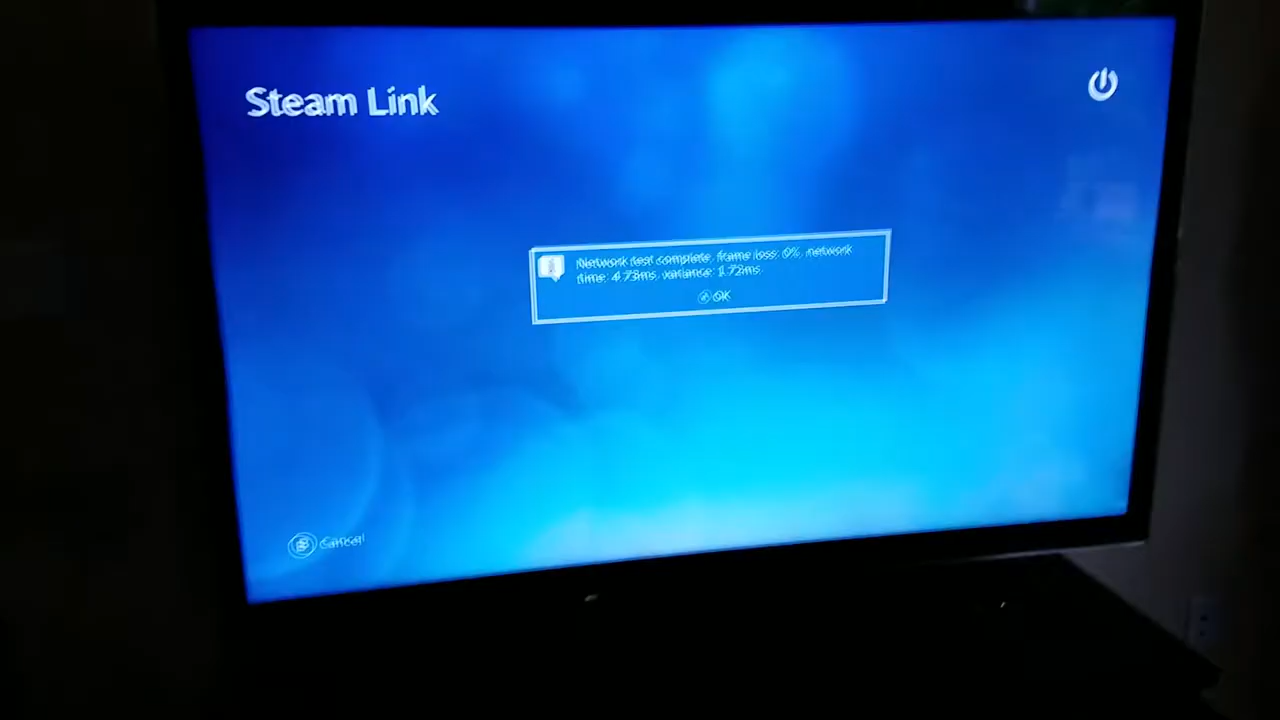 Steam Link
Network test complete, frame loss: 0%, network
time: 4.73ms, variance: 1.72ms.
A OK
B Cancel